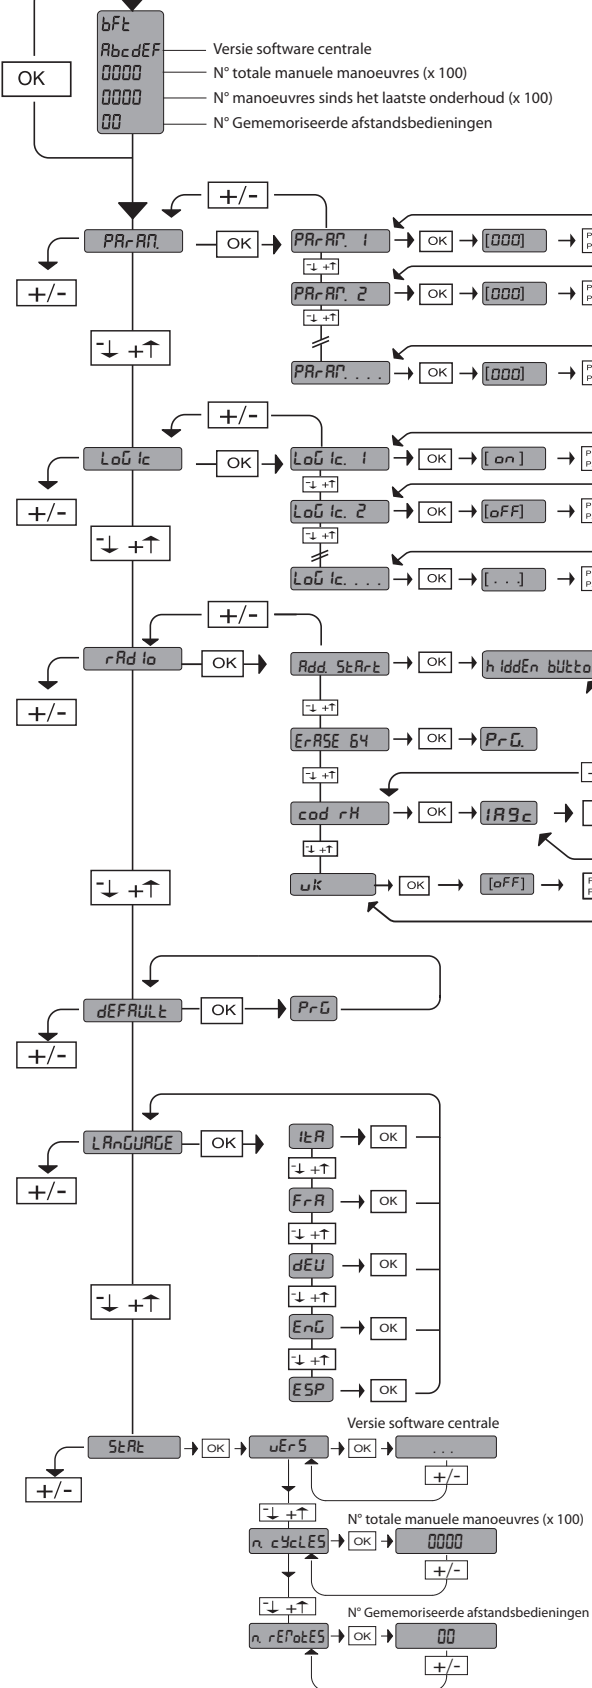 bFt
AbcdEF
Versie software centrale
0000
N° totale manuele manoeuvres (x 100)
OK
0000
N° manoeuvres sinds het laatste onderhoud (x 100)
00
N° Gememoriseerde afstandsbedieningen
+/-
PArAM.
OK
PArAM. 1
OK
[000]
P
P
+/-
-↓ +↑
PArAM. 2
OK
[000]
P
P
-↓ +↑
-↓ +↑
PArAM. . . .
OK
[000]
P
P
+/-
LoGIc
OK
LoGIc. 1
OK
[ on ]
P
P
+/-
-↓ +↑
LoGIc. 2
OK
[oFF]
P
P
-↓ +↑
-↓ +↑
LoGIc. . . .
OK
[. . .]
P
P
+/-
rAdIo
OK
Add. StArt
OK
hIddEn bUtto
+/-
-↓ +↑
ErASE 64
OK
PrG.
-↓ +↑
cod rX
OK
1A9c
-↓ +↑
-↓ +↑
uK
OK
[oFF]
P
P
dEFAULt
OK
PrG
+/-
LAnGUAGE
OK
ItA
OK
+/-
-↓ +↑
FrA
OK
-↓ +↑
dEU
OK
-↓ +↑
-↓ +↑
EnG
OK
-↓ +↑
ESP
OK
Versie software centrale
StAt
OK
vErS
OK
. . .
+/-
+/-
-↓ +↑
N° totale manuele manoeuvres (x 100)
n. cYcLES
OK
0000
+/-
-↓ +↑
N° Gememoriseerde afstandsbedieningen
n. rEMotES
OK
00
+/-